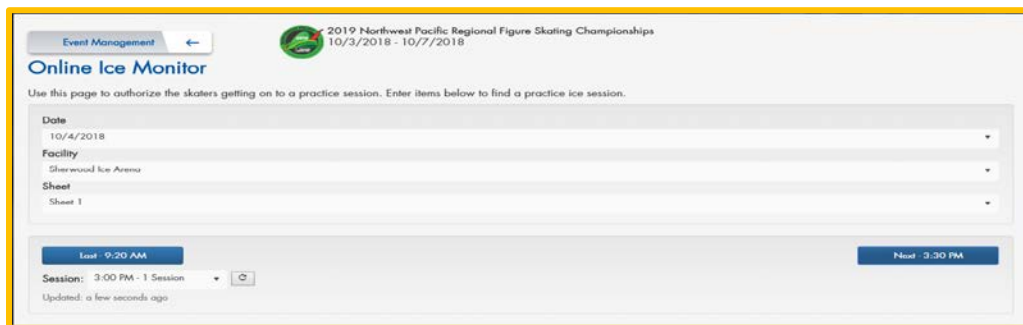 2019 Northwest Pacific Regional Figure Skating Championships
Event Management ←
10/3/2018 - 10/7/2018
Online Ice Monitor
Use this page to authorize the skaters getting on to a practice session. Enter items below to find a practice ice session.
Date
10/4/2018
Facility
Sherwood Ice Arena
Sheet
Sheet 1
Last - 9:20 AM
Next - 3:30 PM
Session: 3:00 PM - 1 Session
Updated: a few seconds ago